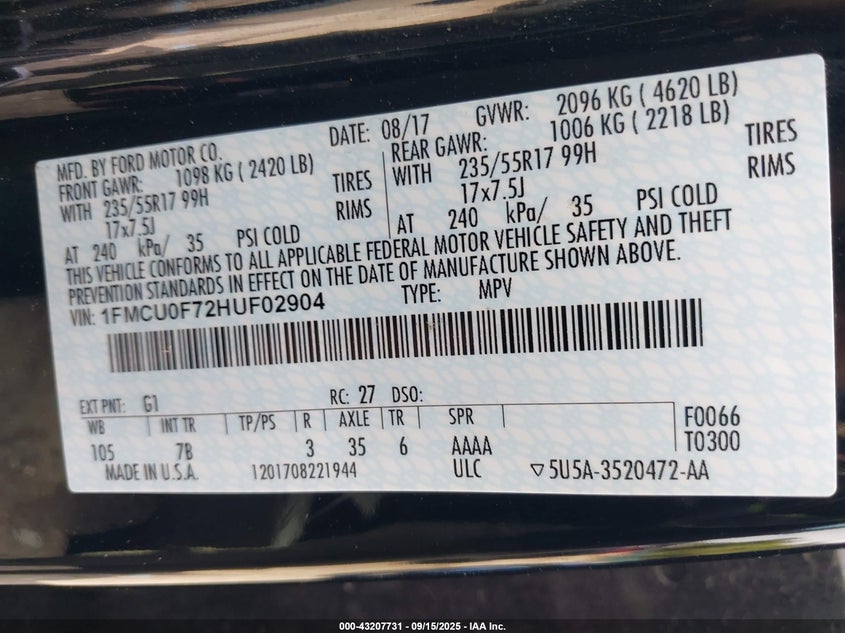 MFD. BY FORD MOTOR CO. DATE: 08/17 GVWR: 2096 KG ( 4620 LB)
FRONT GAWR: 1098 KG ( 2420 LB) REAR GAWR: 1006 KG ( 2218 LB)
WITH 235/55R17 99H TIRES WITH 235/55R17 99H TIRES
17x7.5J RIMS 17x7.5J RIMS
AT 240 kPa/ 35 PSI COLD AT 240 kPa/ 35 PSI COLD
THIS VEHICLE CONFORMS TO ALL APPLICABLE FEDERAL MOTOR VEHICLE SAFETY AND THEFT
PREVENTION STANDARDS IN EFFECT ON THE DATE OF MANUFACTURE SHOWN ABOVE.
VIN: 1FMCU0F72HUF02904 TYPE: MPV
EXT PNT: G1 RC: 27 DSO:
WB INT TR TP/PS R AXLE TR SPR F0066
105 7B 3 35 6 AAAA T0300
MADE IN U.S.A. 1201708221944 ULC ▽5U5A-3520472-AA
000-43207731 - 09/15/2025 - IAA Inc.